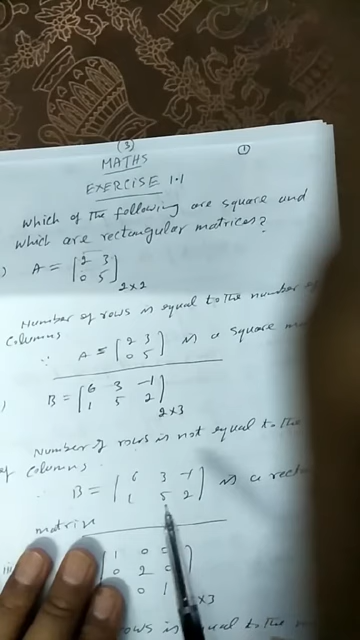 (3)
MATHS
①
EXERCISE 1.1
Which of the following are square and
which are rectangular matrices?
) A = [2 3
0 5] 2×2
Number of rows is equal to the number of
columns
∵ A = [2 3
0 5] is a square
B = [6 3 -1
1 5 2] 2×3
Number of rows is not equal to the
of columns
∴ B = [6 3 -1
1 5 2] is a
matrix
iii
[1 0
0 2
0 1] ×3
rows is equal to the